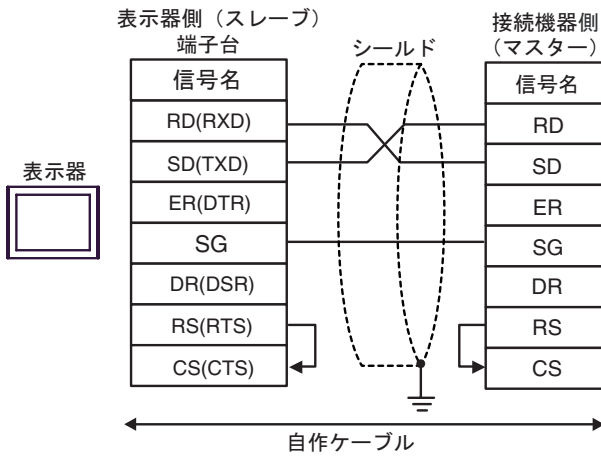 表示器側（スレーブ）
端子台
シールド
接続機器側
（マスター）
表示器
信号名
RD(RXD)
SD(TXD)
ER(DTR)
SG
DR(DSR)
RS(RTS)
CS(CTS)
信号名
RD
SD
ER
SG
DR
RS
CS
自作ケーブル